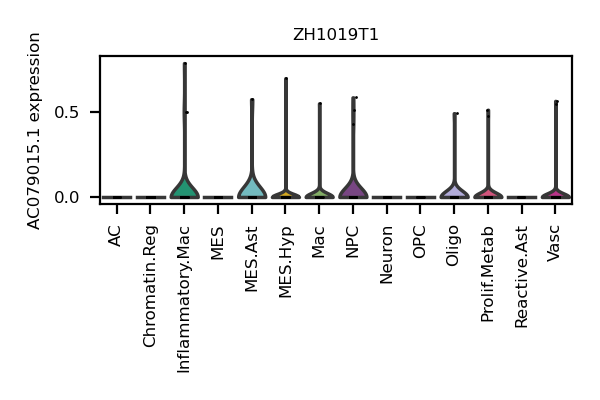 ZH1019T1
AC079015.1 expression
0.5
0.0
AC
Chromatin.Reg
Inflammatory.Mac
MES
MES.Ast
MES.Hyp
Mac
NPC
Neuron
OPC
Oligo
Prolif.Metab
Reactive.Ast
Vasc